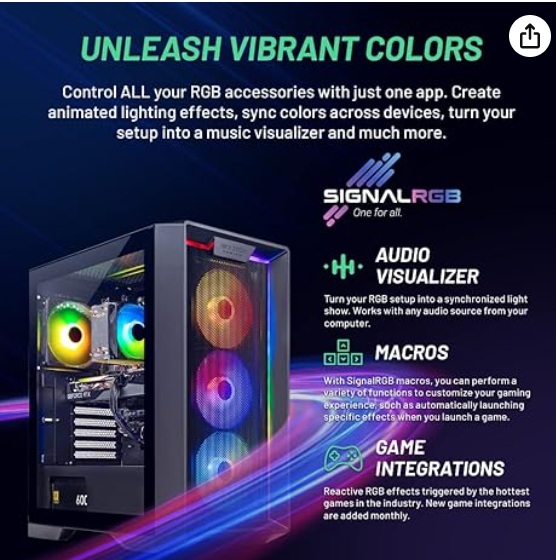 UNLEASH VIBRANT COLORS
Control ALL your RGB accessories with just one app. Create
animated lighting effects, sync colors across devices, turn your
setup into a music visualizer and much more.
SIGNALRGB
One for all.
AUDIO
VISUALIZER
Turn your RGB setup into a synchronized light
show. Works with any audio source from your
computer.
MACROS
With SignalRGB macros, you can perform a
variety of functions to customize your gaming
experience, such as automatically launching
specific effects when you launch a game.
GAME
INTEGRATIONS
Reactive RGB effects triggered by the hottest
games in the industry. New game integrations
are added monthly.
GEFORCE RTX
600